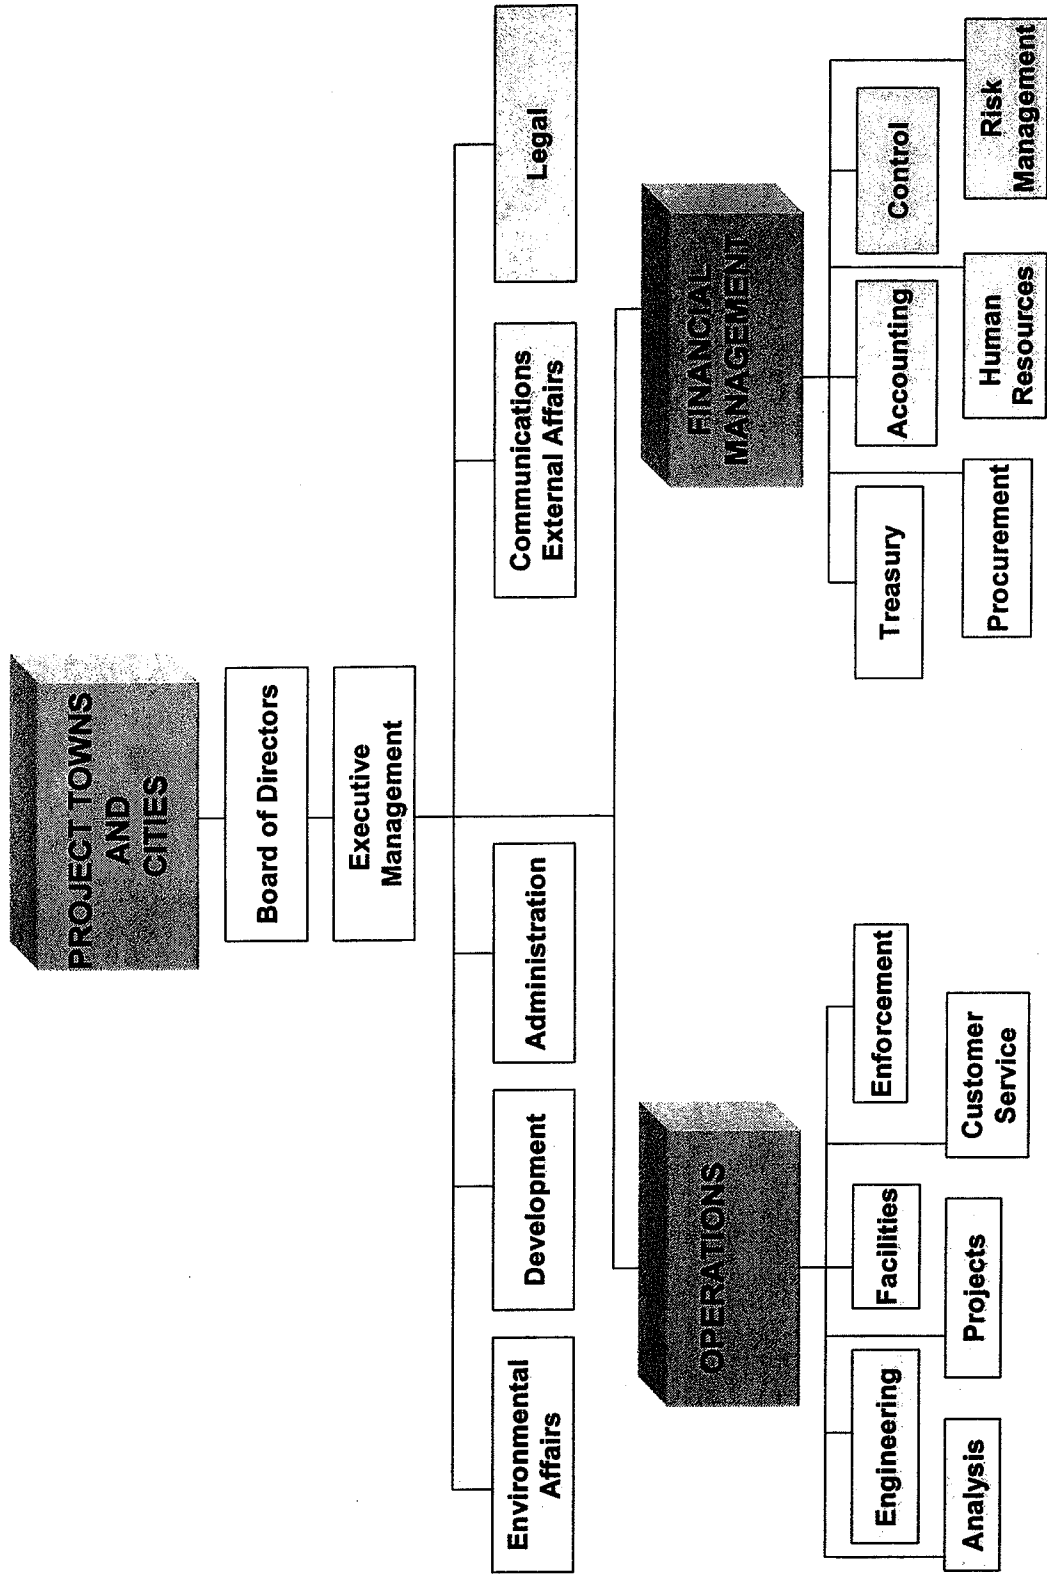 PROJECT TOWNS
AND
CITIES
Board of Directors
Executive
Management
Environmental
Affairs
Development
Administration
Communications
External Affairs
Legal
OPERATIONS
FINANCIAL
MANAGEMENT
Engineering
Facilities
Enforcement
Analysis
Projects
Customer
Service
Treasury
Accounting
Control
Procurement
Human
Resources
Risk
Management